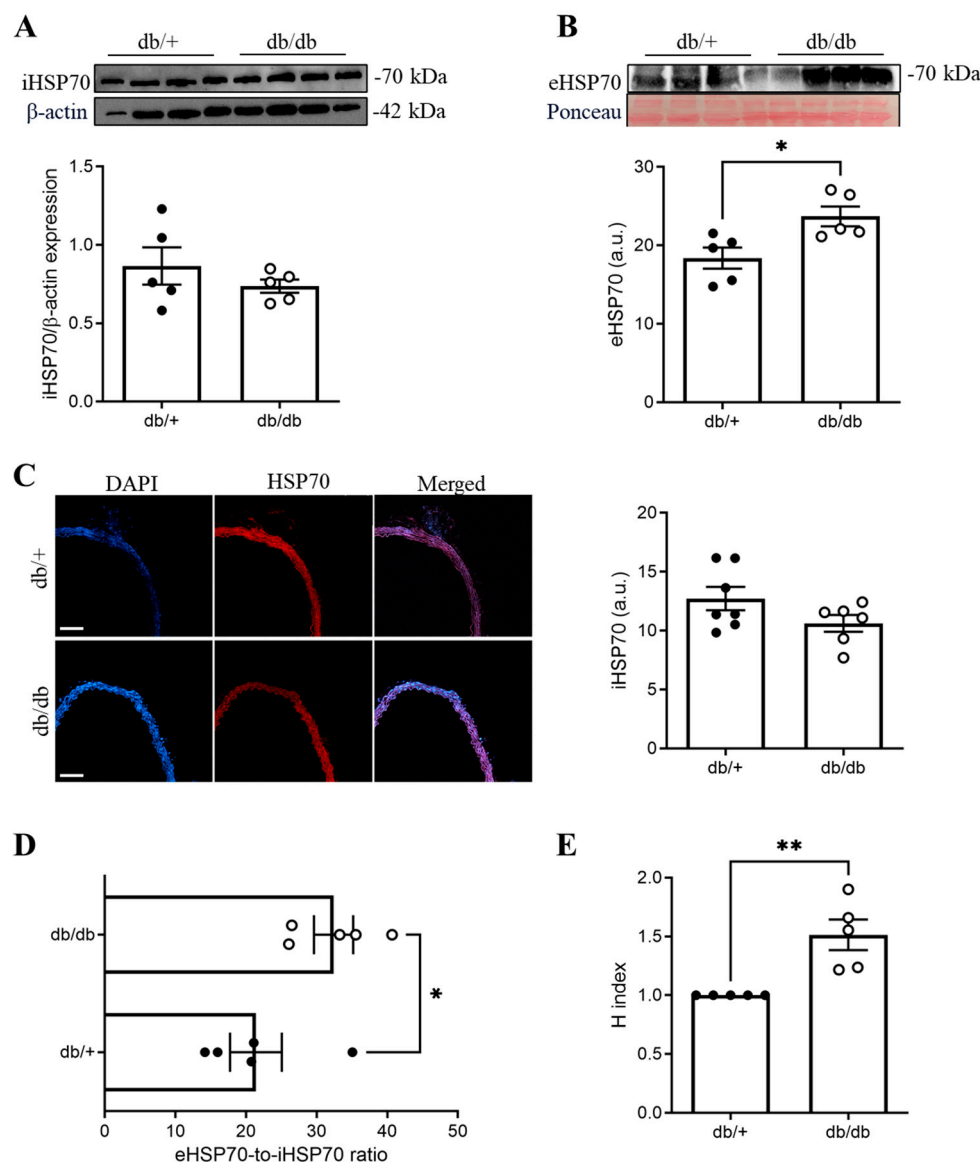 A
db/+ db/db
iHSP70 -70 kDa
β-actin -42 kDa
iHSP70/β-actin expression
1.5
1.0
0.5
0.0
db/+ db/db
B
db/+ db/db
eHSP70 -70 kDa
Ponceau
*
eHSP70 (a.u.)
30
20
10
0
db/+ db/db
C
DAPI HSP70 Merged
db/+
db/db
iHSP70 (a.u.)
20
15
10
5
0
db/+ db/db
D
db/db
db/+
*
0 10 20 30 40 50
eHSP70-to-iHSP70 ratio
E
**
H index
2.0
1.5
1.0
0.5
0.0
db/+ db/db